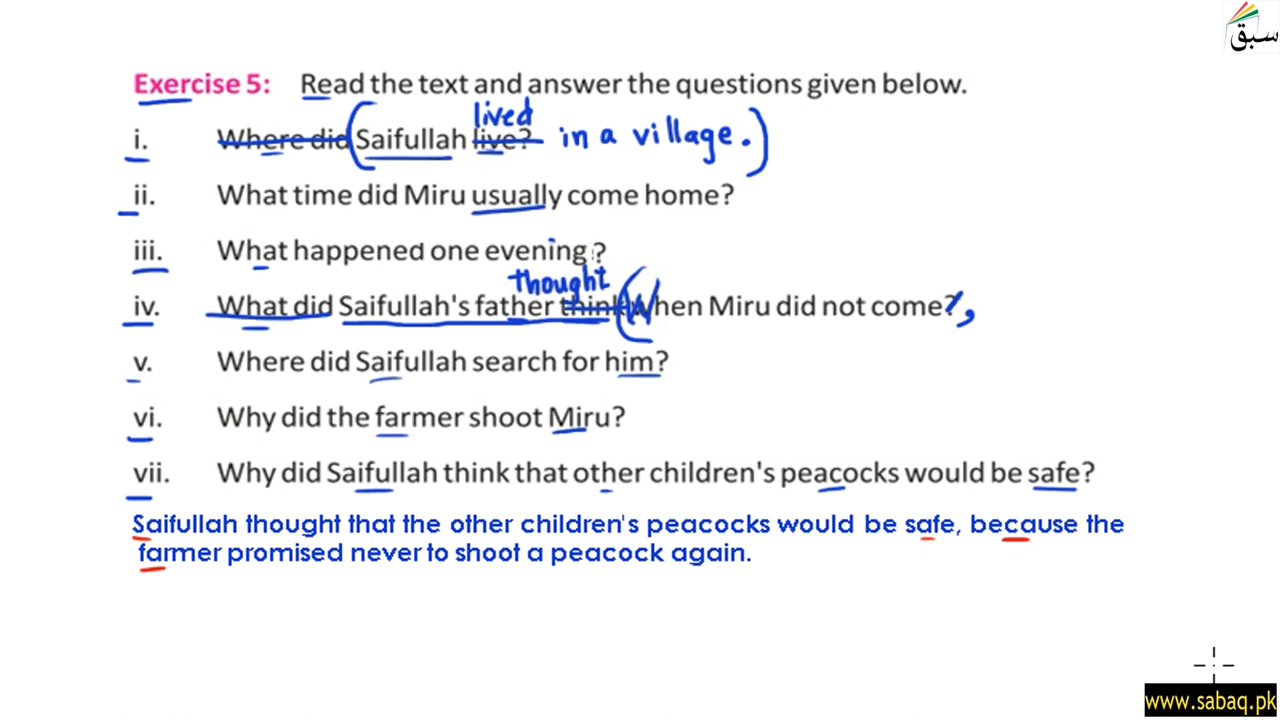 سبق
Exercise 5: Read the text and answer the questions given below.
lived
i. Where did (Saifullah live? in a village.)
ii. What time did Miru usually come home?
iii. What happened one evening?
thought
iv. What did Saifullah's father think (When Miru did not come?,
v. Where did Saifullah search for him?
vi. Why did the farmer shoot Miru?
vii. Why did Saifullah think that other children's peacocks would be safe?
Saifullah thought that the other children's peacocks would be safe, because the
farmer promised never to shoot a peacock again.
www.sabaq.pk